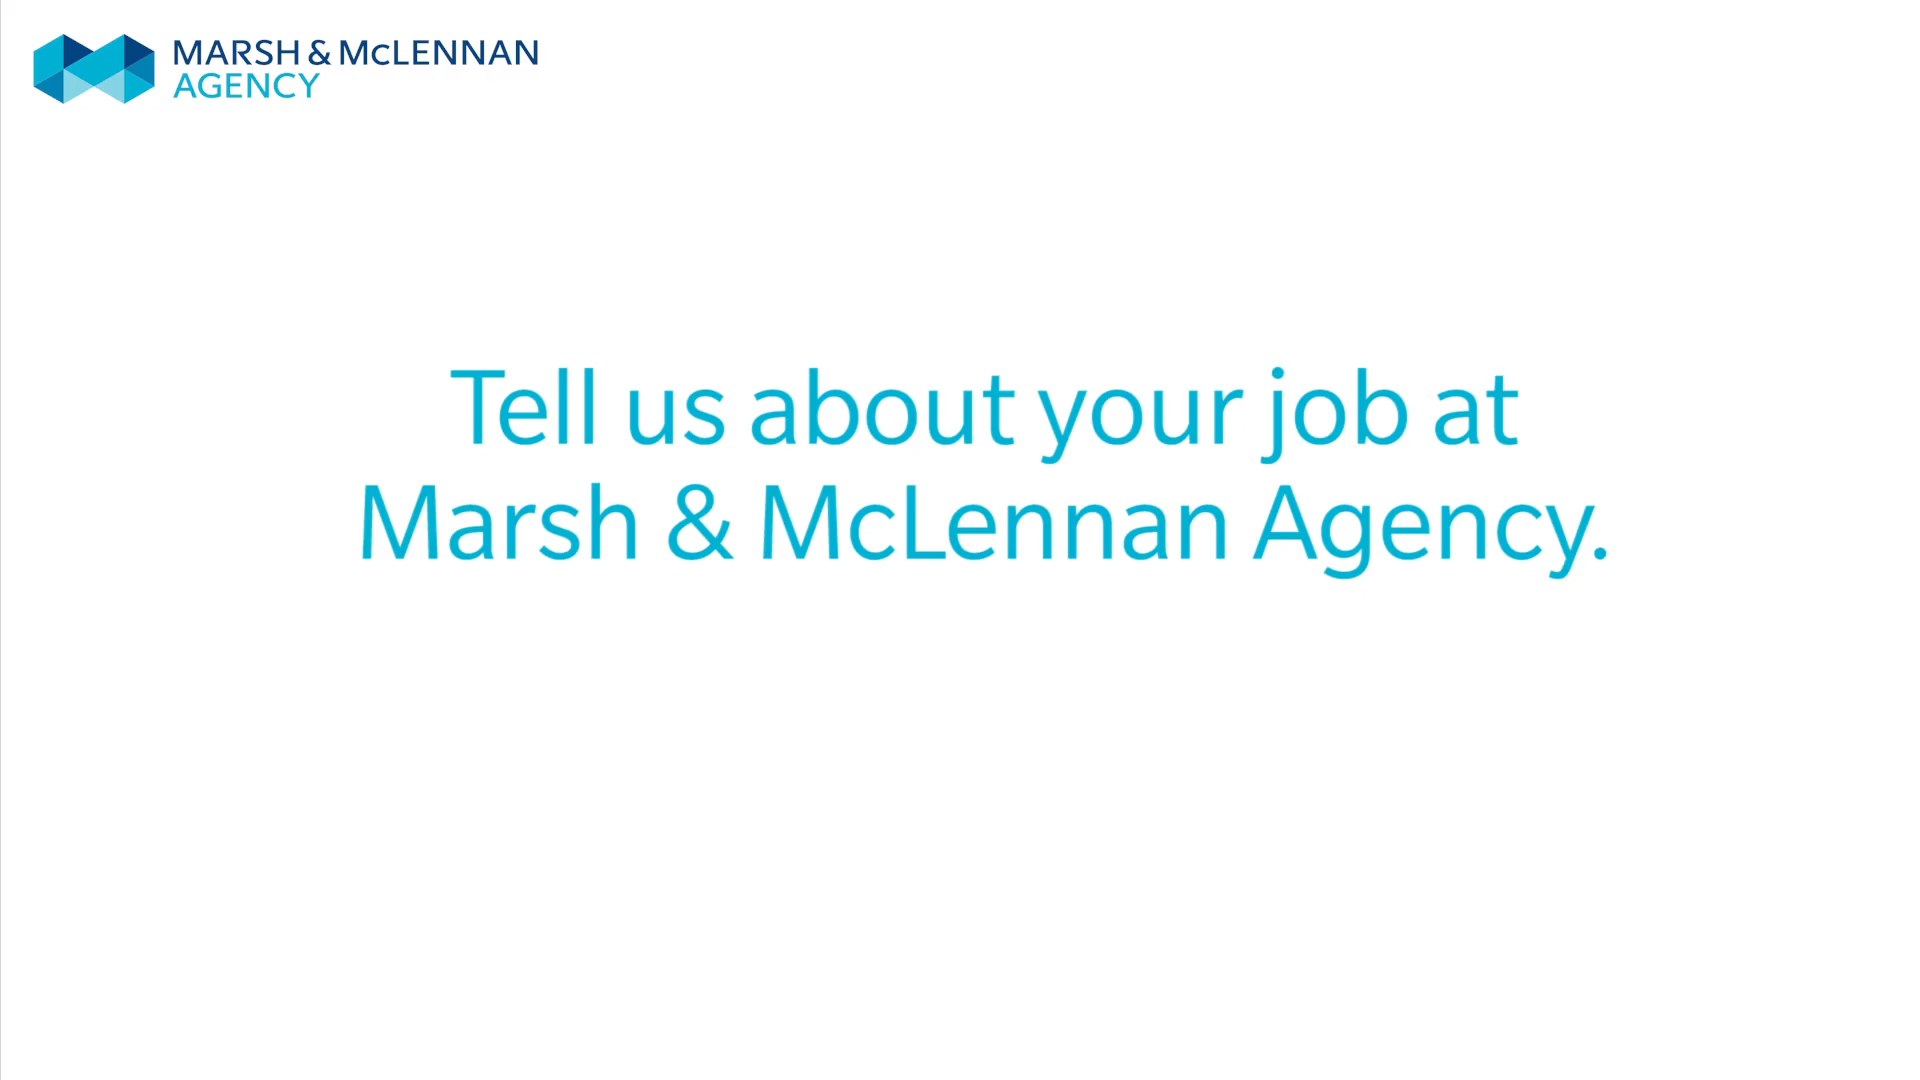 MARSH & McLENNAN
AGENCY
Tell us about your job at
Marsh & McLennan Agency.